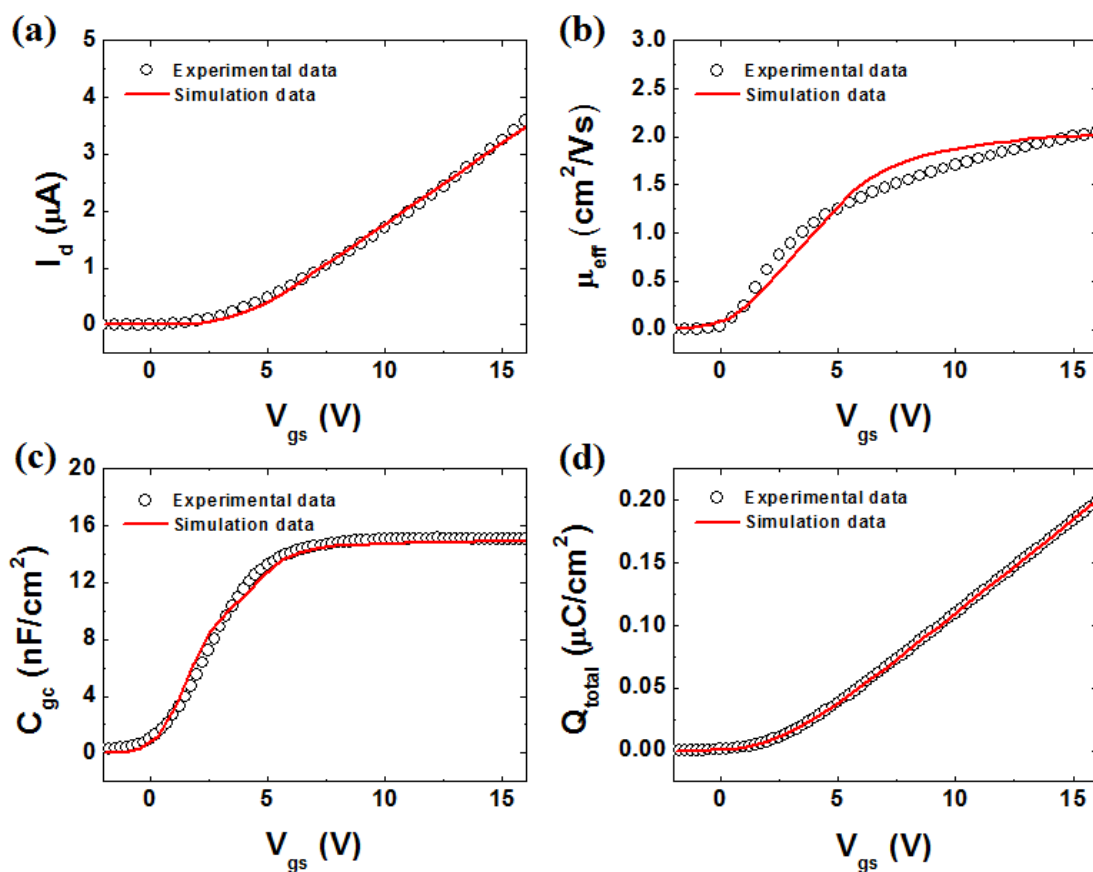 (a)
5
4
3
2
1
0
I_d (μA)
Experimental data
Simulation data
0 5 10 15
V_gs (V)
(b)
3.0
2.5
2.0
1.5
1.0
0.5
0.0
μ_eff (cm²/Vs)
Experimental data
Simulation data
0 5 10 15
V_gs (V)
(c)
20
16
12
8
4
0
C_gc (nF/cm²)
Experimental data
Simulation data
0 5 10 15
V_gs (V)
(d)
0.20
0.15
0.10
0.05
0.00
Q_total (μC/cm²)
Experimental data
Simulation data
0 5 10 15
V_gs (V)